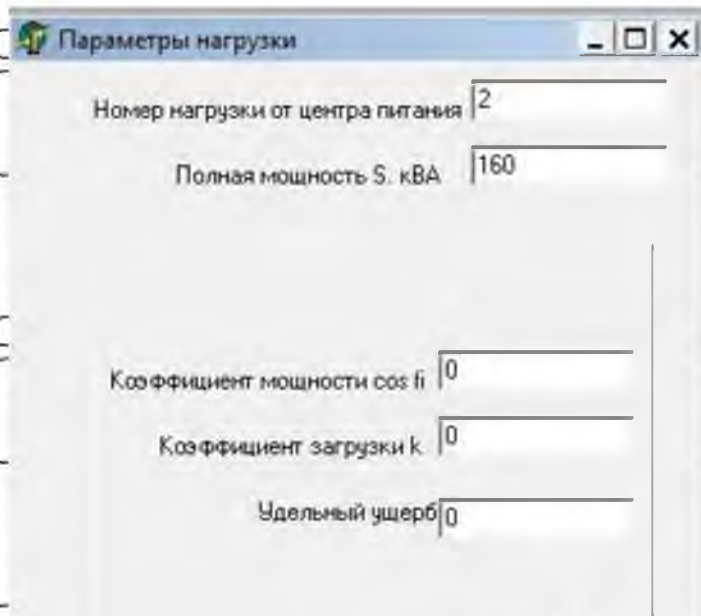 Параметры нагрузки
Номер нагрузки от центра питания 2
Полная мощность S. кВА 160
Коэффициент мощности cos fi 0
Коэффициент загрузки k 0
Удельный ущерб 0